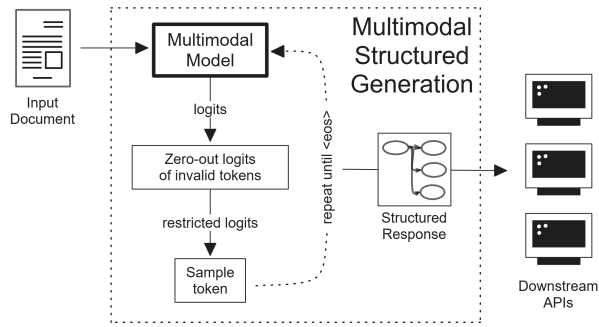 Multimodal
Structured
Generation
Input
Document
Multimodal
Model
logits
Zero-out logits
of invalid tokens
restricted logits
Sample
token
repeat until <eos>
Structured
Response
Downstream
APIs